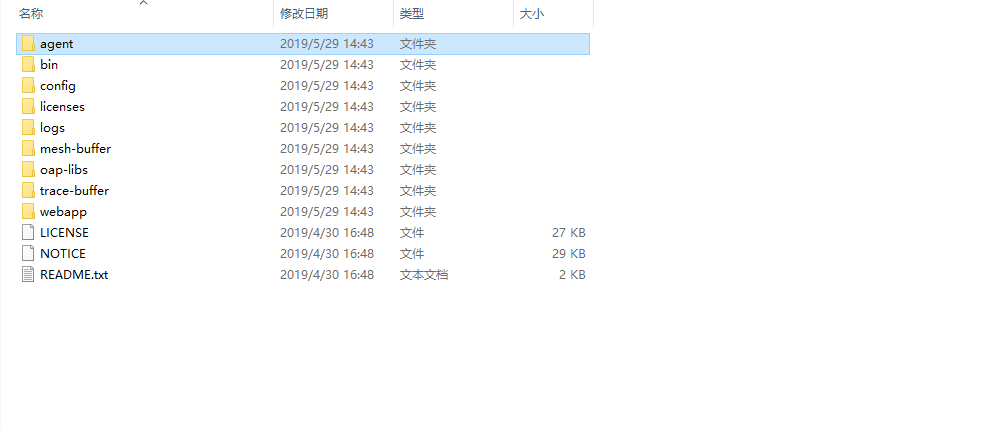 名称 修改日期 类型 大小
agent 2019/5/29 14:43 文件夹
bin 2019/5/29 14:43 文件夹
config 2019/5/29 14:43 文件夹
licenses 2019/5/29 14:43 文件夹
logs 2019/5/29 14:43 文件夹
mesh-buffer 2019/5/29 14:43 文件夹
oap-libs 2019/5/29 14:43 文件夹
trace-buffer 2019/5/29 14:43 文件夹
webapp 2019/5/29 14:43 文件夹
LICENSE 2019/4/30 16:48 文件 27 KB
NOTICE 2019/4/30 16:48 文件 29 KB
README.txt 2019/4/30 16:48 文本文档 2 KB